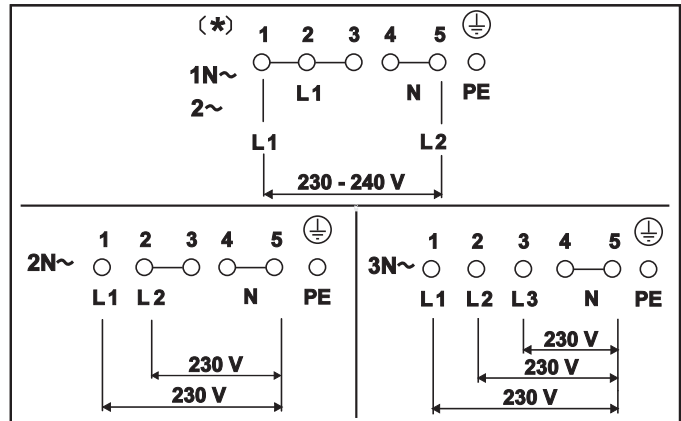 (*) 1 2 3 4 5
1N~ L1 N PE
2~
L1 L2
230 - 240 V
1 2 3 4 5
2N~
L1 L2 N PE
230 V
230 V
1 2 3 4 5
3N~
L1 L2 L3 N PE
230 V
230 V
230 V